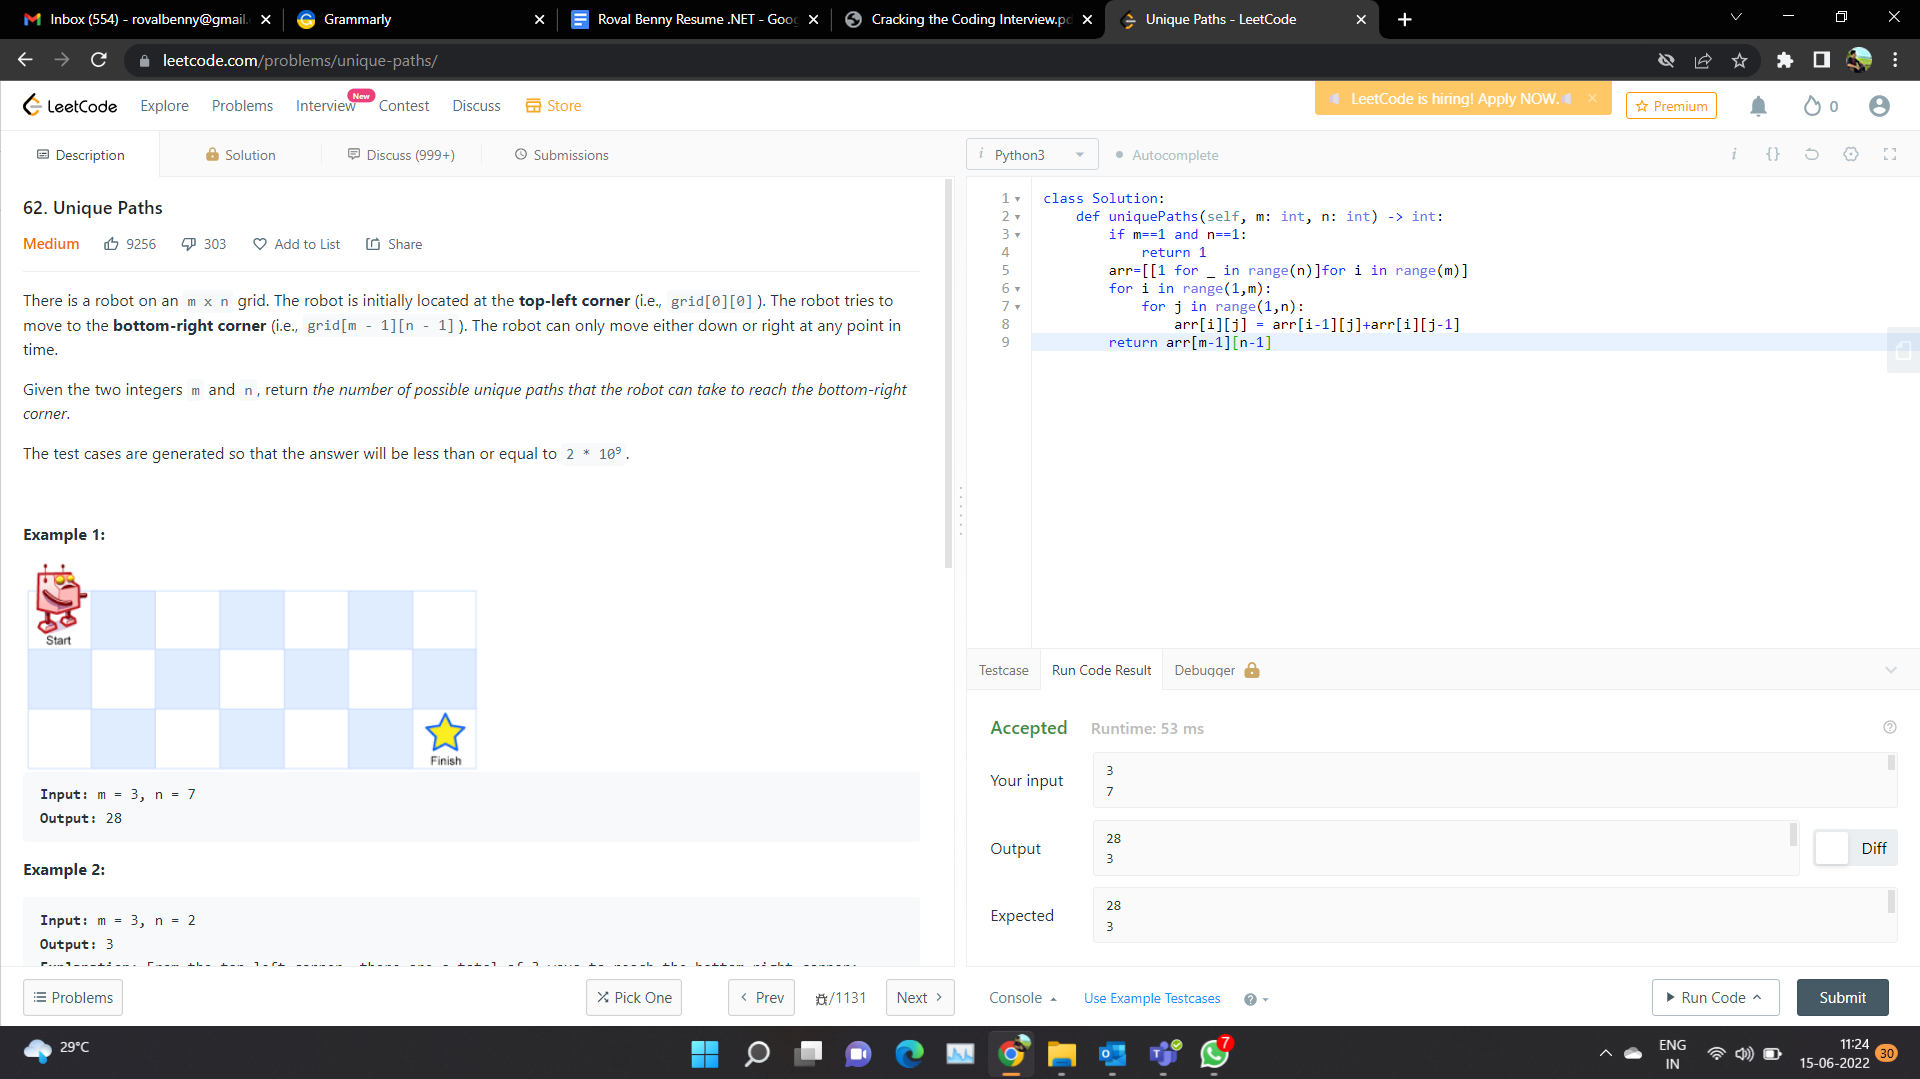 Inbox (554) - rovalbenny@gmail.
Grammarly
Roval Benny Resume .NET - Goog
Cracking the Coding Interview.pd
Unique Paths - LeetCode
leetcode.com/problems/unique-paths/
LeetCode
Explore
Problems
Interview
New
Contest
Discuss
Store
LeetCode is hiring! Apply NOW.
Premium
0
Description
Solution
Discuss (999+)
Submissions
i Python3
Autocomplete
i {}
62. Unique Paths
Medium 9256 303 Add to List Share
There is a robot on an m x n grid. The robot is initially located at the top-left corner (i.e., grid[0][0]). The robot tries to
move to the bottom-right corner (i.e., grid[m - 1][n - 1]). The robot can only move either down or right at any point in
time.
Given the two integers m and n, return the number of possible unique paths that the robot can take to reach the bottom-right
corner.
The test cases are generated so that the answer will be less than or equal to 2 * 10⁹.
Example 1:
Start
Finish
Input: m = 3, n = 7
Output: 28
Example 2:
Input: m = 3, n = 2
Output: 3
1 class Solution:
2 def uniquePaths(self, m: int, n: int) -> int:
3 if m==1 and n==1:
4 return 1
5 arr=[[1 for _ in range(n)]for i in range(m)]
6 for i in range(1,m):
7 for j in range(1,n):
8 arr[i][j] = arr[i-1][j]+arr[i][j-1]
9 return arr[m-1][n-1]
Testcase
Run Code Result
Debugger
Accepted Runtime: 53 ms
Your input
3
7
Output
28
3
Diff
Expected
28
3
Problems
Pick One
Prev
/1131
Next
Console
Use Example Testcases
Run Code
Submit
29°C
7
ENG
IN
11:24
15-06-2022
30